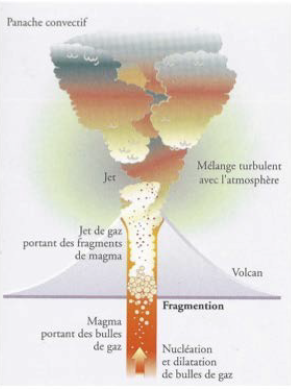 Panache convectif
Jet
Mélange turbulent
avec l'atmosphère
Jet de gaz
portant des fragments
de magma
Volcan
Fragmention
Magma
portant des bulles
de gaz
Nucléation
et dilatation
de bulles de gaz